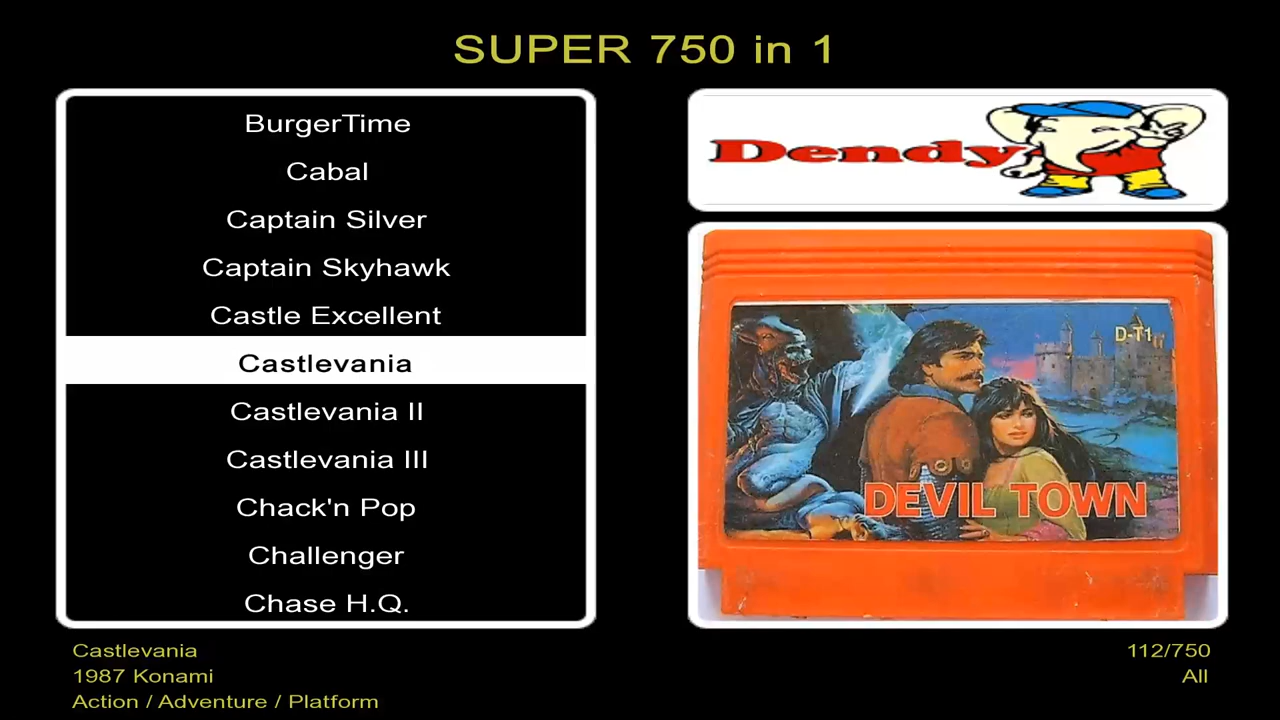 SUPER 750 in 1
BurgerTime
Cabal
Captain Silver
Captain Skyhawk
Castle Excellent
Castlevania
Castlevania II
Castlevania III
Chack'n Pop
Challenger
Chase H.Q.
Dendy
D-T1
DEVIL TOWN
Castlevania
1987 Konami
Action / Adventure / Platform
112/750
All